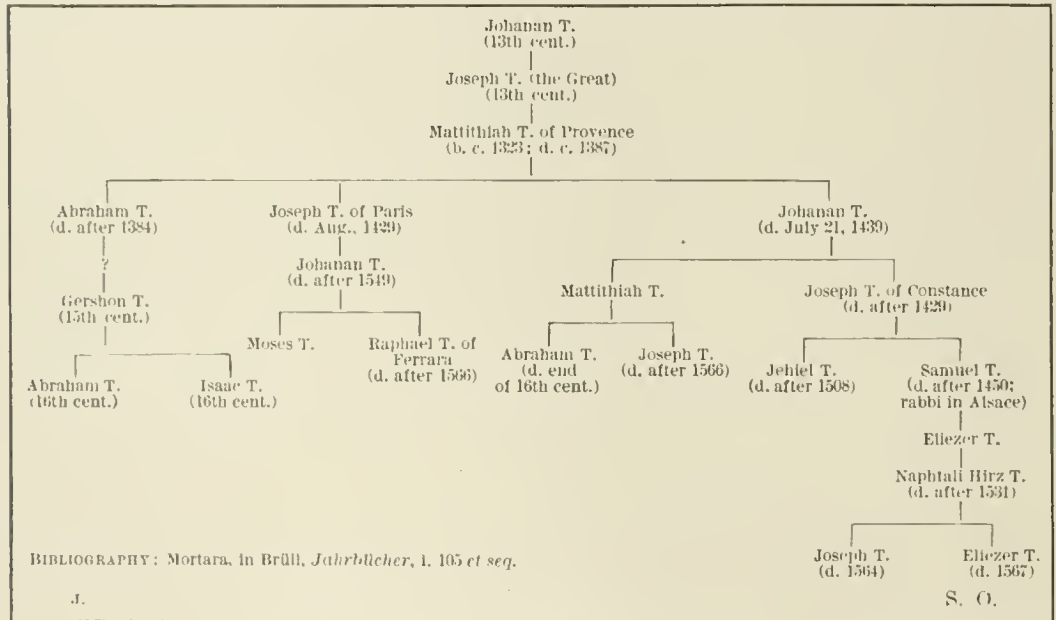 Johanan T.
(13th cent.)
Joseph T. (the Great)
(13th cent.)
Mattithiah T. of Provence
(b. c. 1323; d. c. 1387)
Abraham T.
(d. after 1384)
Joseph T. of Paris
(d. Aug., 1429)
Johanan T.
(d. July 21, 1439)
?
Johanan T.
(d. after 1549)
Gershon T.
(15th cent.)
Mattithiah T.
Joseph T. of Constance
(d. after 1429)
Moses T.
Raphael T. of
Ferrara
(d. after 1566)
Abraham T.
(d. end
of 16th cent.)
Joseph T.
(d. after 1566)
Abraham T.
(16th cent.)
Isaac T.
(16th cent.)
Jehiel T.
(d. after 1508)
Samuel T.
(d. after 1450;
rabbi in Alsace)
Eliezer T.
Naphtali Hirz T.
(d. after 1531)
Joseph T.
(d. 1564)
Eliezer T.
(d. 1567)
BIBLIOGRAPHY: Mortara, in Brüll, Jahrbücher, i. 105 et seq.
J. S. O.